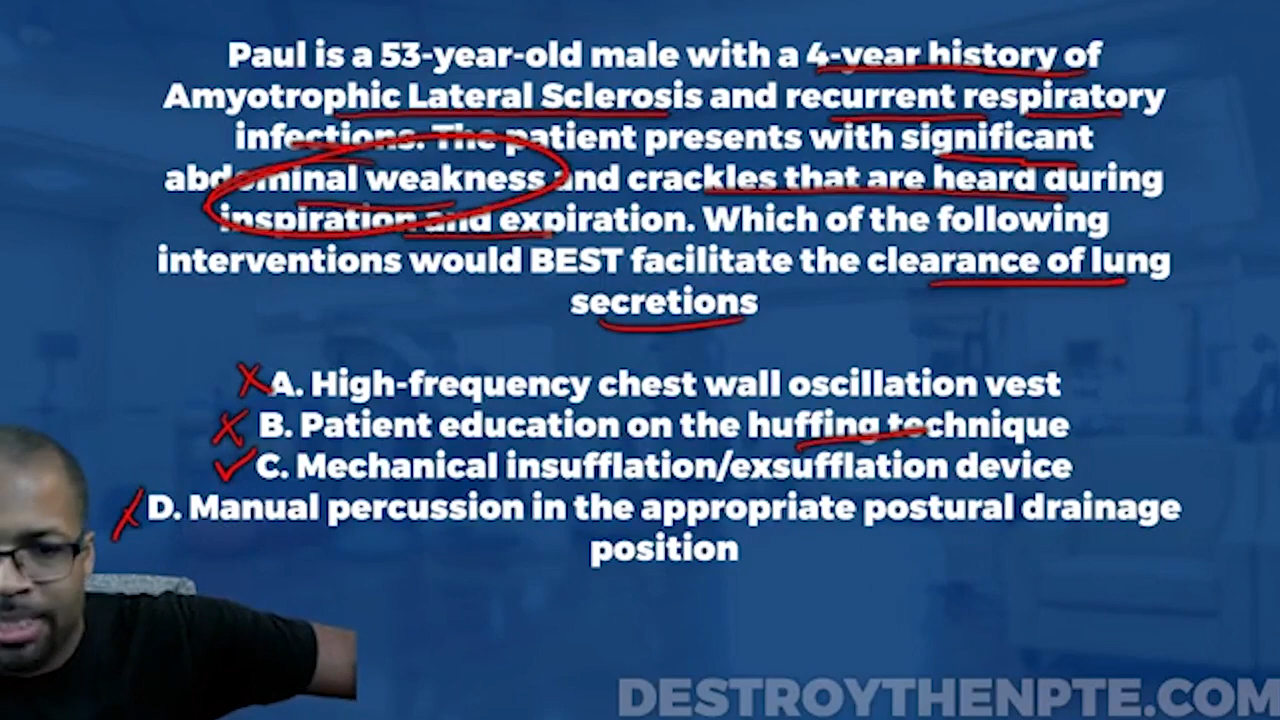 Paul is a 53-year-old male with a 4-year history of
Amyotrophic Lateral Sclerosis and recurrent respiratory
infections. The patient presents with significant
abdominal weakness and crackles that are heard during
inspiration and expiration. Which of the following
interventions would BEST facilitate the clearance of lung
secretions
A. High-frequency chest wall oscillation vest
B. Patient education on the huffing technique
C. Mechanical insufflation/exsufflation device
D. Manual percussion in the appropriate postural drainage
position
DESTROYTHENPTE.COM